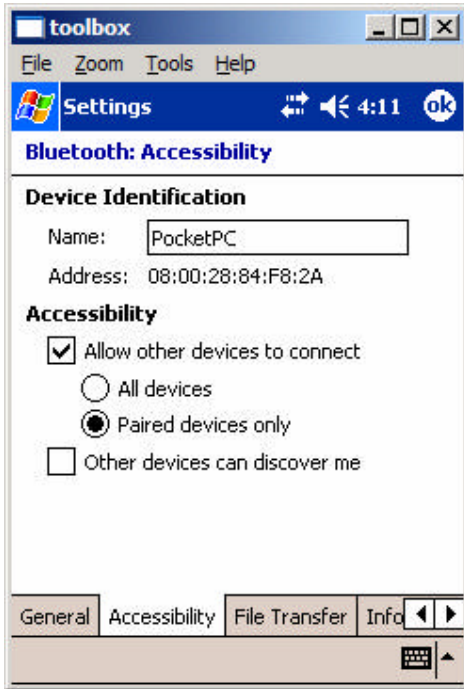 toolbox
File Zoom Tools Help
Settings 4:11 ok
Bluetooth: Accessibility
Device Identification
Name: PocketPC
Address: 08:00:28:84:F8:2A
Accessibility
Allow other devices to connect
All devices
Paired devices only
Other devices can discover me
General Accessibility File Transfer Info